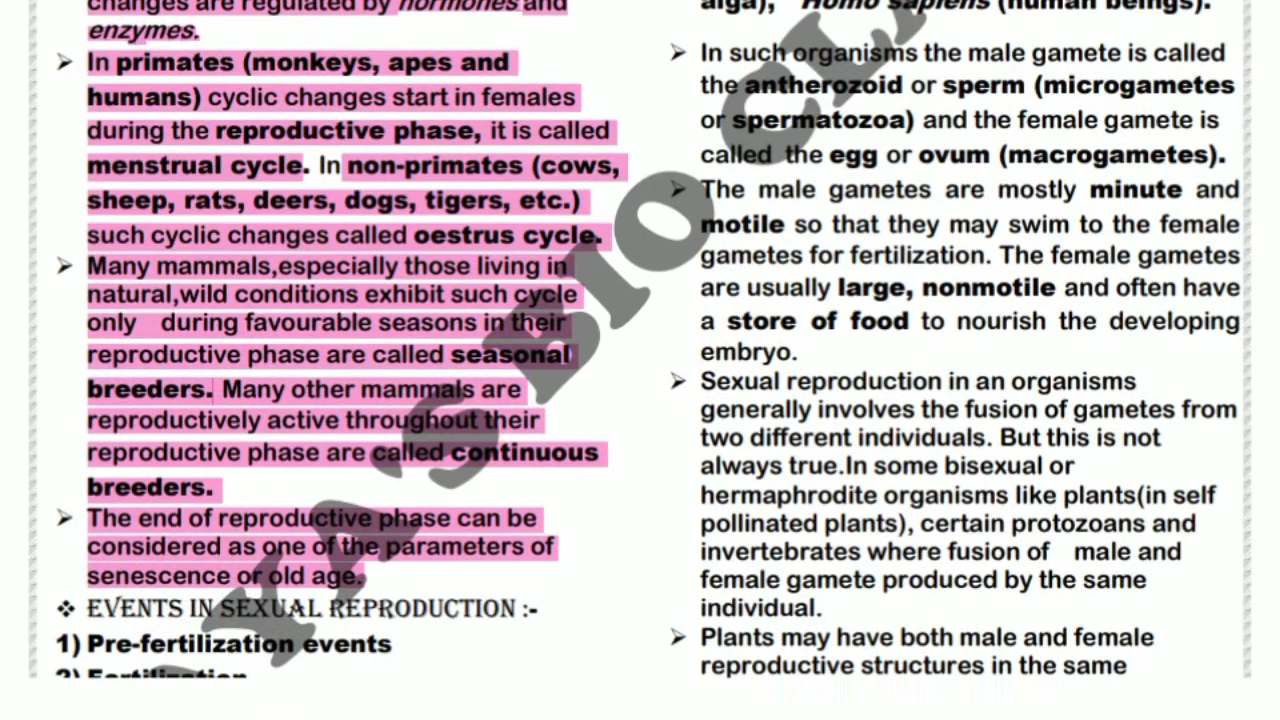 changes are regulated by hormones and
enzymes.
➢ In primates (monkeys, apes and
humans) cyclic changes start in females
during the reproductive phase, it is called
menstrual cycle. In non-primates (cows,
sheep, rats, deers, dogs, tigers, etc.)
such cyclic changes called oestrus cycle.
➢ Many mammals,especially those living in
natural,wild conditions exhibit such cycle
only during favourable seasons in their
reproductive phase are called seasonal
breeders. Many other mammals are
reproductively active throughout their
reproductive phase are called continuous
breeders.
➢ The end of reproductive phase can be
considered as one of the parameters of
senescence or old age.
❖ EVENTS IN SEXUAL REPRODUCTION :-
1) Pre-fertilization events
2) Fertilization
alga), Homo sapiens (human beings).
➢ In such organisms the male gamete is called
the antherozoid or sperm (microgametes
or spermatozoa) and the female gamete is
called the egg or ovum (macrogametes).
➢ The male gametes are mostly minute and
motile so that they may swim to the female
gametes for fertilization. The female gametes
are usually large, nonmotile and often have
a store of food to nourish the developing
embryo.
➢ Sexual reproduction in an organisms
generally involves the fusion of gametes from
two different individuals. But this is not
always true.In some bisexual or
hermaphrodite organisms like plants(in self
pollinated plants), certain protozoans and
invertebrates where fusion of male and
female gamete produced by the same
individual.
➢ Plants may have both male and female
reproductive structures in the same
YA'S BIO CLA